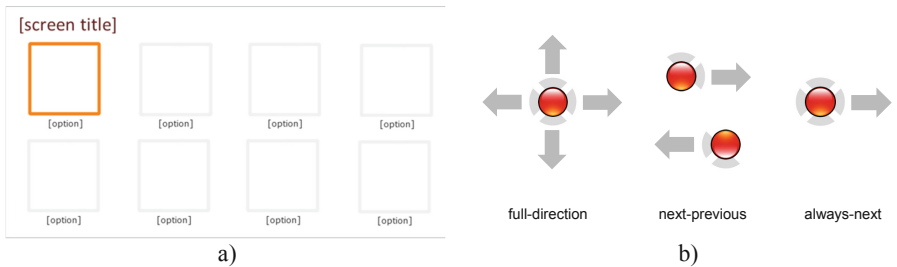 [screen title]
[option] [option] [option] [option]
[option] [option] [option] [option]
a)
full-direction next-previous always-next
b)